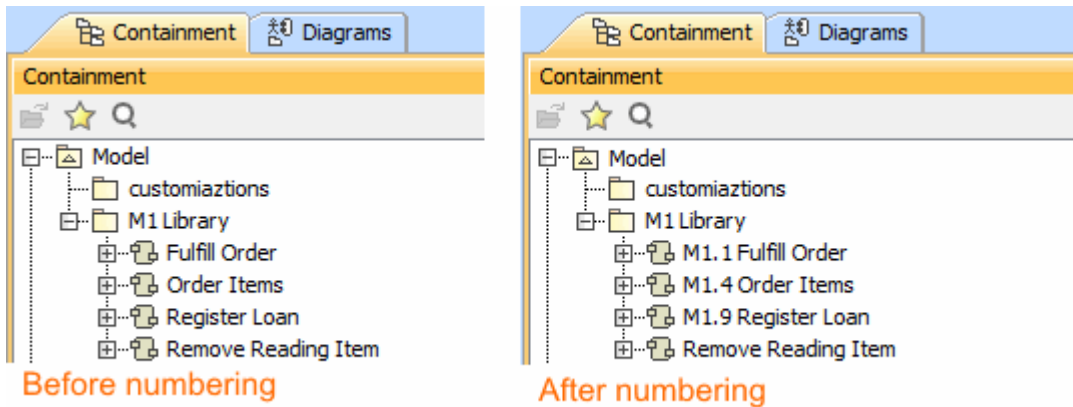 Containment Diagrams
Containment
Model
customiaztions
M1 Library
Fulfill Order
Order Items
Register Loan
Remove Reading Item
Before numbering
Containment Diagrams
Containment
Model
customiaztions
M1 Library
M1.1 Fulfill Order
M1.4 Order Items
M1.9 Register Loan
Remove Reading Item
After numbering